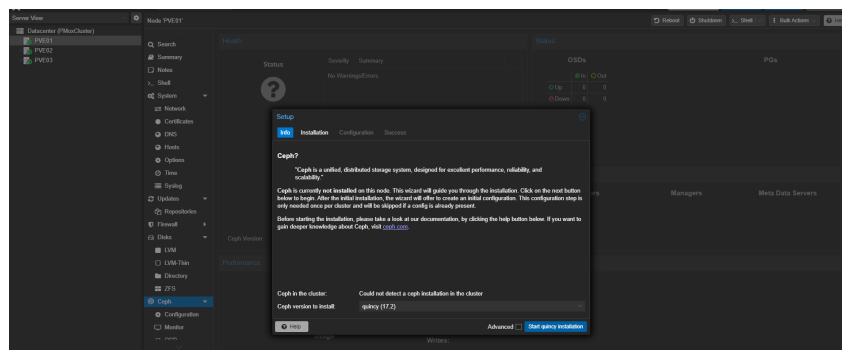 Server View
Node 'PVE01'
Reboot
Shutdown
Shell
Bulk Actions
Datacenter (PMoxCluster)
PVE01
PVE02
PVE03
Search
Summary
Notes
Shell
System
Network
Certificates
DNS
Hosts
Options
Time
Syslog
Updates
Repositories
Firewall
Disks
LVM
LVM-Thin
Directory
ZFS
Ceph
Configuration
Monitor
OSD
Health
Status
Severity Summary
No Warnings/Errors
Ceph Version
Performance
Status
OSDs
In Out
Up 0 0
Down 0 0
PGs
Managers
Meta Data Servers
Writes:
Setup
Info
Installation
Configuration
Success
Ceph?
"Ceph is a unified, distributed storage system, designed for excellent performance, reliability, and
scalability."
Ceph is currently not installed on this node. This wizard will guide you through the installation. Click on the next button
below to begin. After the initial installation, the wizard will offer to create an initial configuration. This configuration step is
only needed once per cluster and will be skipped if a config is already present.
Before starting the installation, please take a look at our documentation, by clicking the help button below. If you want to
gain deeper knowledge about Ceph, visit ceph.com.
Ceph in the cluster: Could not detect a ceph installation in the cluster
Ceph version to install: quincy (17.2)
Help
Advanced
Start quincy installation